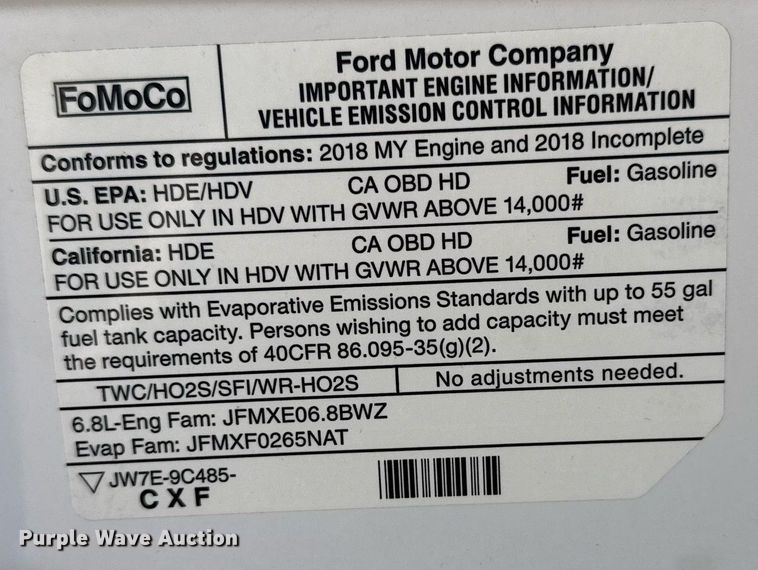 FoMoCo
Ford Motor Company
IMPORTANT ENGINE INFORMATION/
VEHICLE EMISSION CONTROL INFORMATION
Conforms to regulations: 2018 MY Engine and 2018 Incomplete
U.S. EPA: HDE/HDV CA OBD HD Fuel: Gasoline
FOR USE ONLY IN HDV WITH GVWR ABOVE 14,000#
California: HDE CA OBD HD Fuel: Gasoline
FOR USE ONLY IN HDV WITH GVWR ABOVE 14,000#
Complies with Evaporative Emissions Standards with up to 55 gal
fuel tank capacity. Persons wishing to add capacity must meet
the requirements of 40CFR 86.095-35(g)(2).
TWC/HO2S/SFI/WR-HO2S No adjustments needed.
6.8L-Eng Fam: JFMXE06.8BWZ
Evap Fam: JFMXF0265NAT
JW7E-9C485-
C X F
Purple Wave Auction